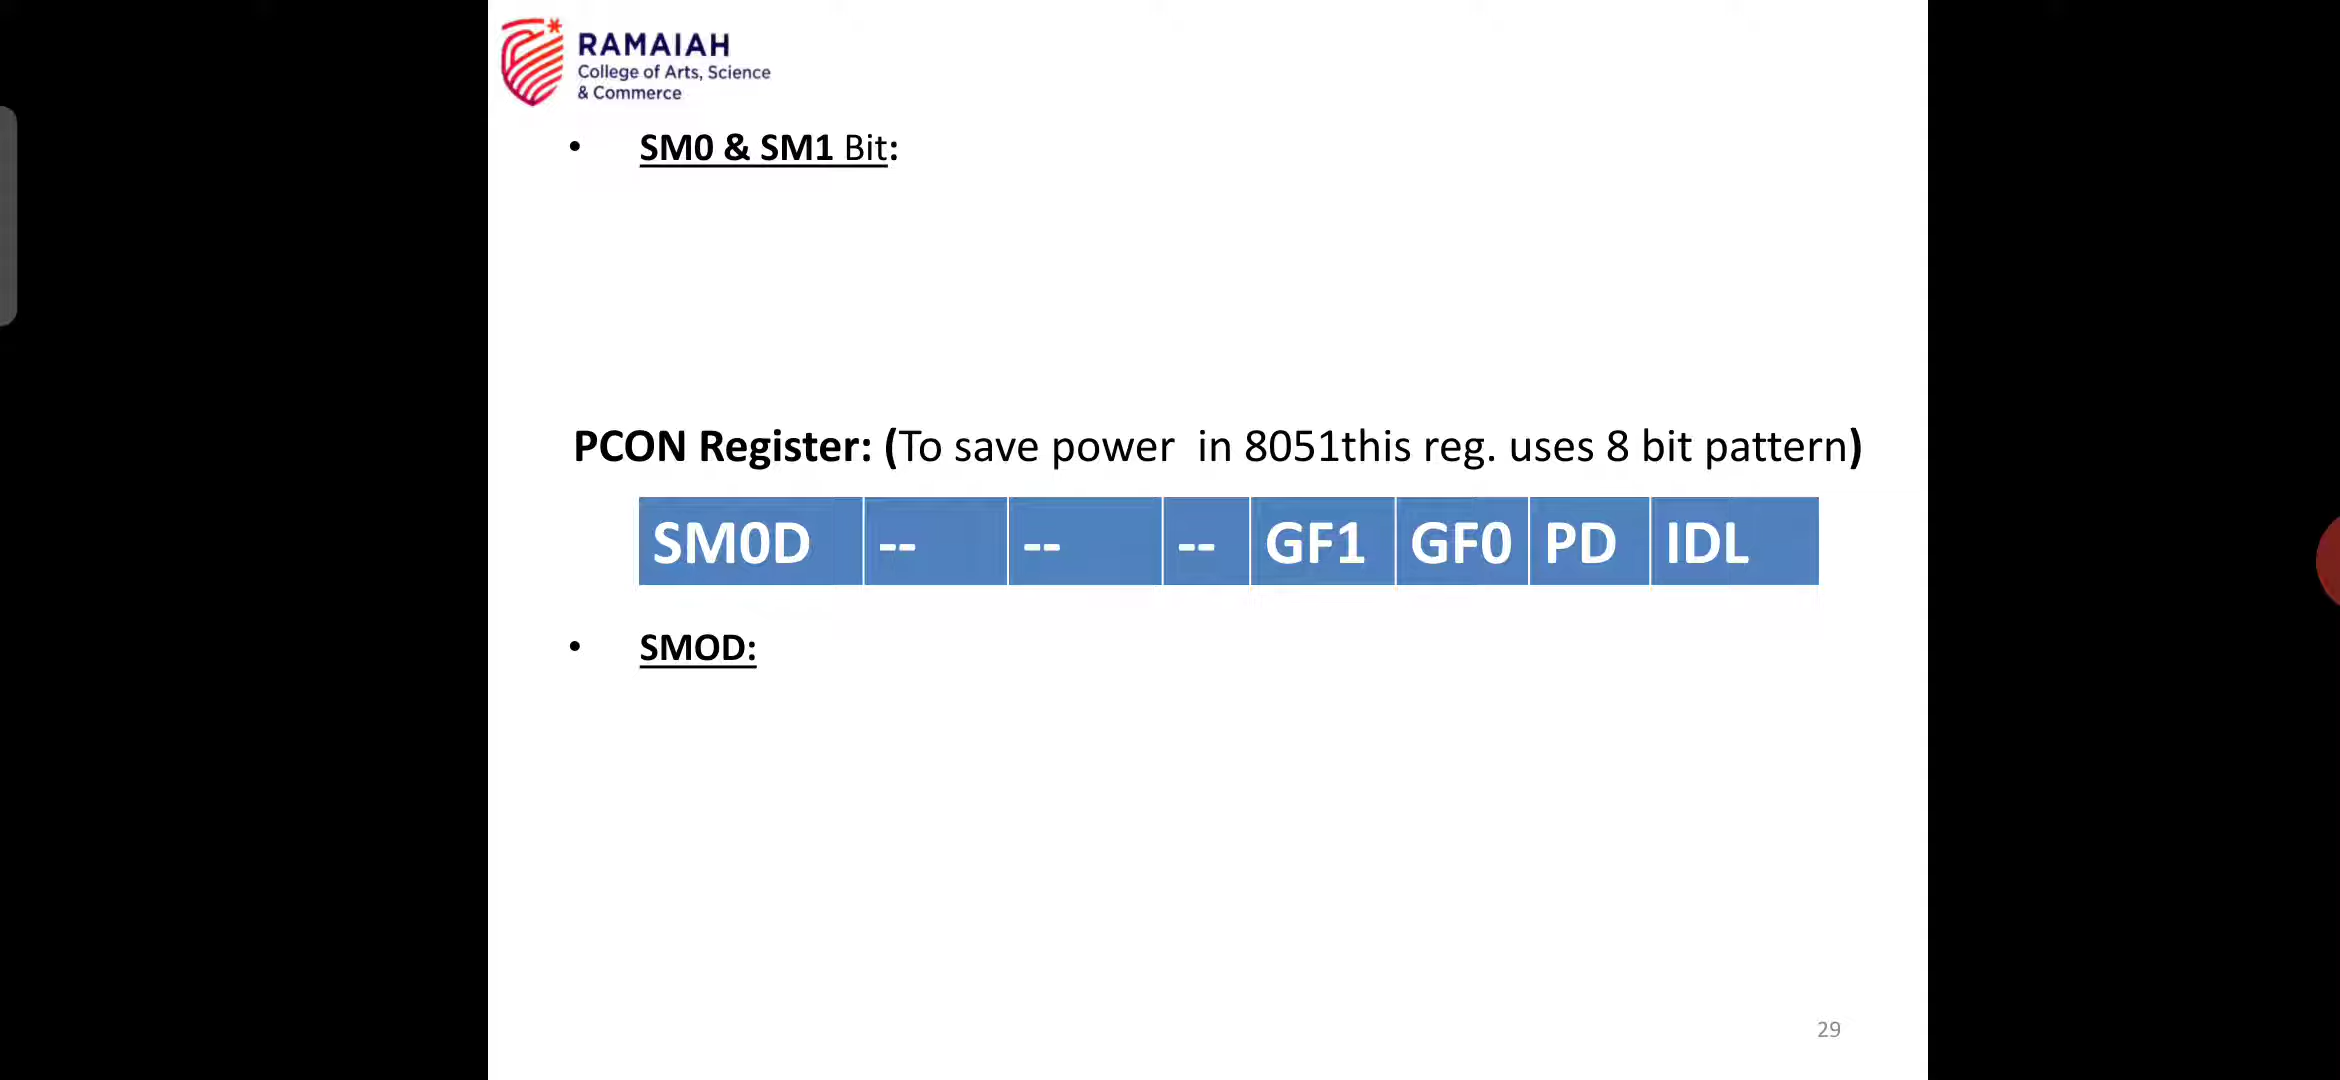 RAMAIAH
College of Arts, Science
& Commerce
• SM0 & SM1 Bit:
PCON Register: (To save power in 8051this reg. uses 8 bit pattern)
SM0D -- -- -- GF1 GF0 PD IDL
• SMOD:
29